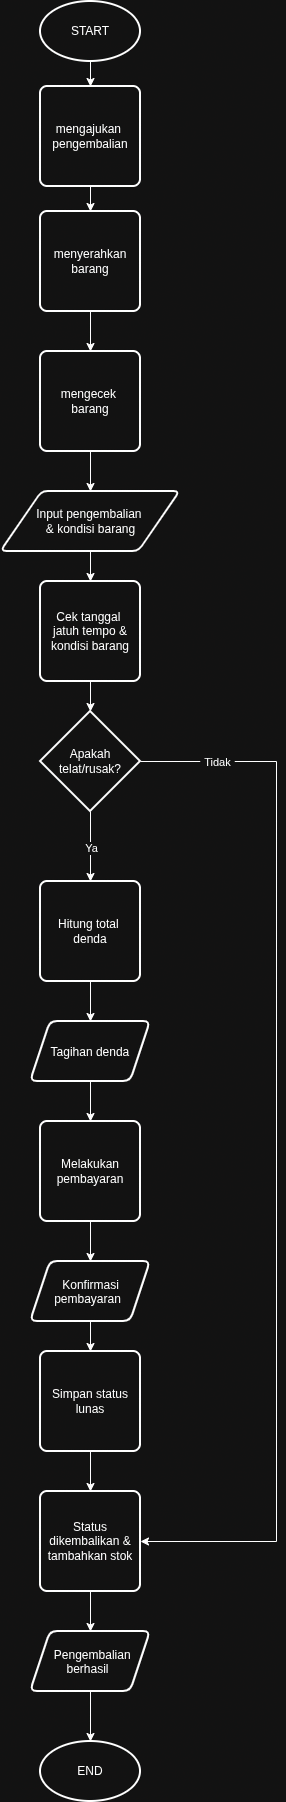 START
mengajukan
pengembalian
menyerahkan
barang
mengecek
barang
Input pengembalian
& kondisi barang
Cek tanggal
jatuh tempo &
kondisi barang
Apakah
telat/rusak?
Tidak
Ya
Hitung total
denda
Tagihan denda
Melakukan
pembayaran
Konfirmasi
pembayaran
Simpan status
lunas
Status
dikembalikan &
tambahkan stok
Pengembalian
berhasil
END